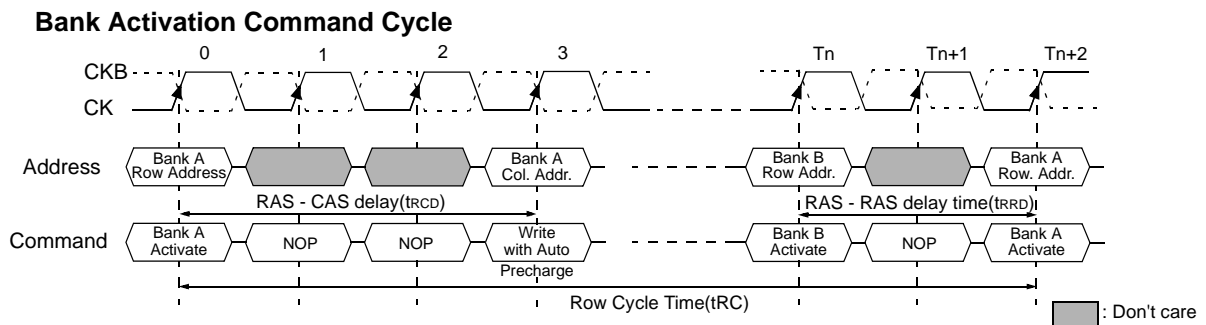 Bank Activation Command Cycle
0 1 2 3 Tn Tn+1 Tn+2
CKB
CK
Address
Bank A
Row Address
Bank A
Col. Addr.
Bank B
Row Addr.
Bank A
Row. Addr.
RAS - CAS delay(tRCD)
RAS - RAS delay time(tRRD)
Command
Bank A
Activate
NOP
NOP
Write
with Auto
Precharge
Bank B
Activate
NOP
Bank A
Activate
Row Cycle Time(tRC)
: Don't care